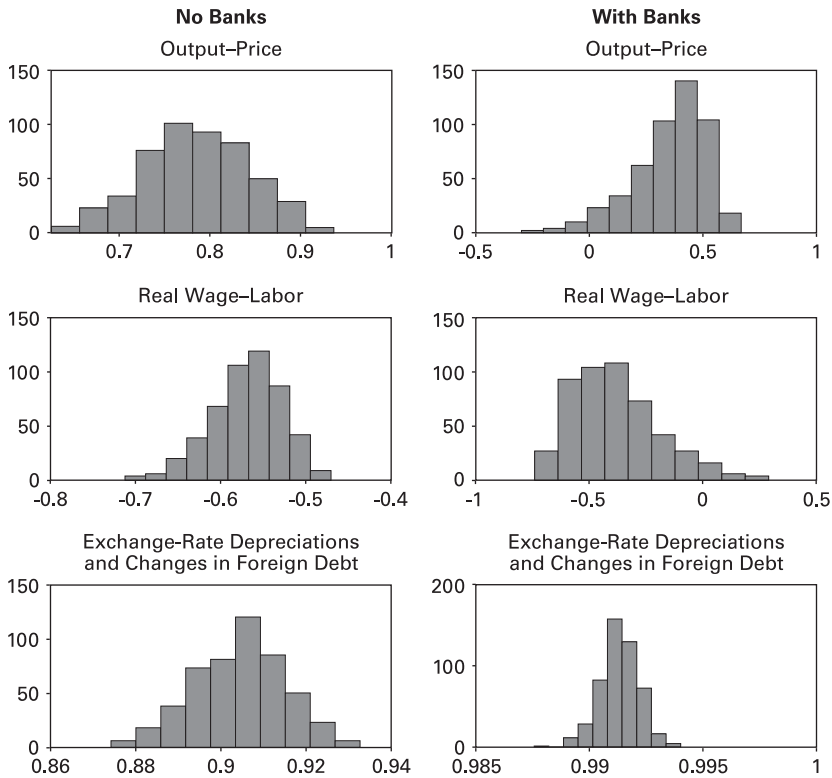 No Banks
Output–Price
150
100
50
0
0.7 0.8 0.9 1
With Banks
Output–Price
150
100
50
0
-0.5 0 0.5 1
Real Wage–Labor
150
100
50
0
-0.8 -0.7 -0.6 -0.5 -0.4
Real Wage–Labor
150
100
50
0
-1 -0.5 0 0.5
Exchange-Rate Depreciations
and Changes in Foreign Debt
150
100
50
0
0.86 0.88 0.9 0.92 0.94
Exchange-Rate Depreciations
and Changes in Foreign Debt
200
100
0
0.985 0.99 0.995 1